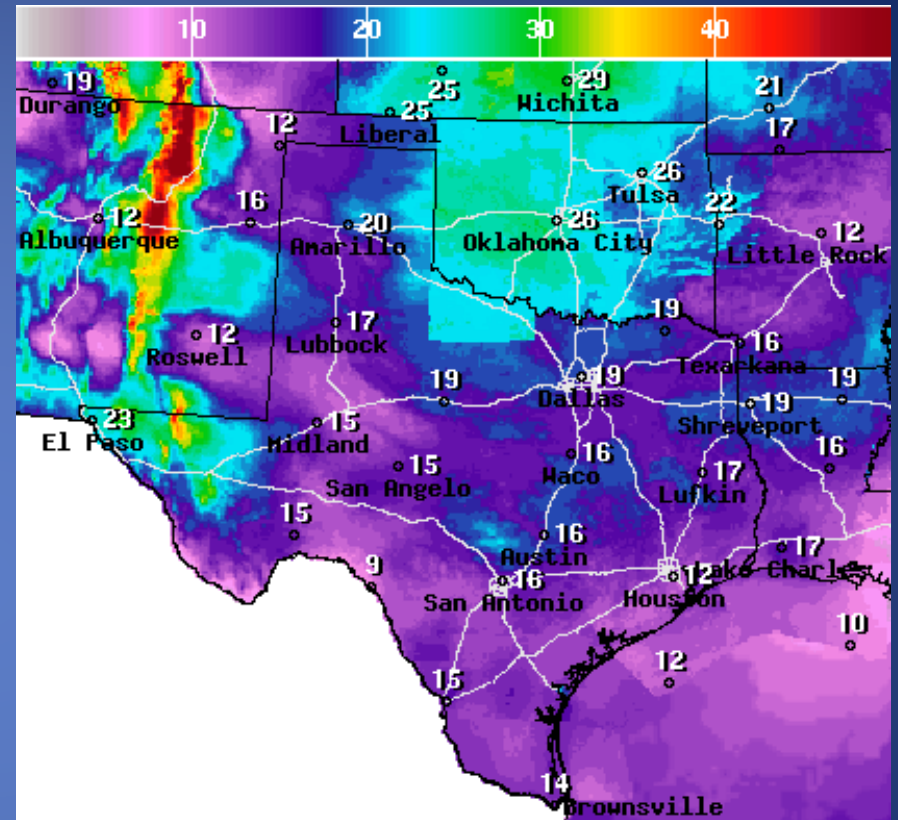 10 20 30 40
19 Durango
25
25 Liberal
29 Wichita
21
17
12
26 Tulsa
12 Albuquerque
16
20 Amarillo
26 Oklahoma City
22
12 Little Rock
12 Roswell
17 Lubbock
19
16 Texarkana
19
19 Dallas
19 Shreveport
19
23 El Paso
15 Midland
15 San Angelo
16 Waco
17 Lufkin
16
15
16 Austin
17 Lake Charles
9
16 San Antonio
12 Houston
10
12
15
14 Brownsville